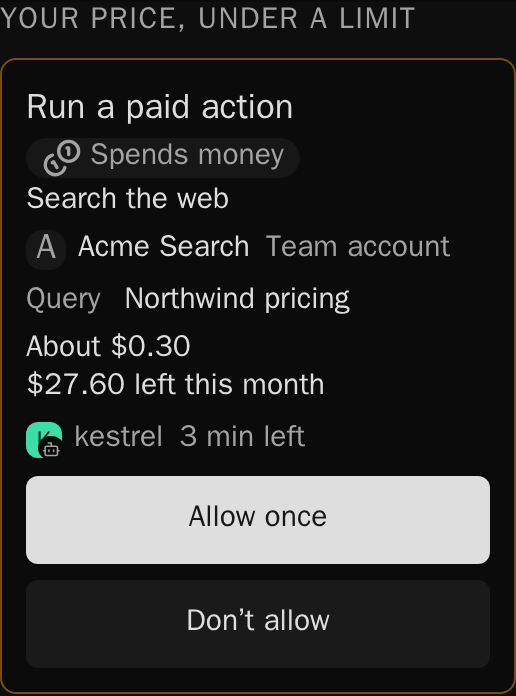 YOUR PRICE, UNDER A LIMIT
Run a paid action
Spends money
Search the web
A Acme Search Team account
Query Northwind pricing
About $0.30
$27.60 left this month
K kestrel 3 min left
Allow once
Don’t allow